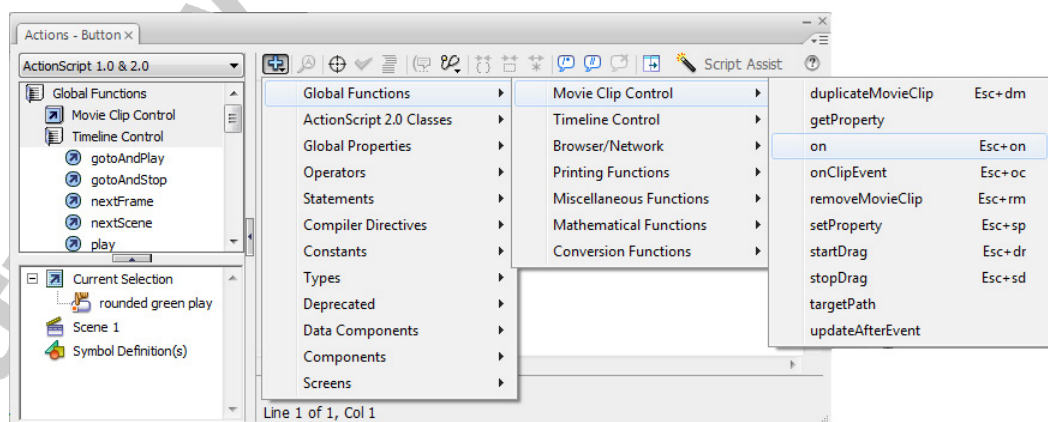 Actions - Button ×
ActionScript 1.0 & 2.0
Script Assist
Global Functions
Movie Clip Control
Timeline Control
gotoAndPlay
gotoAndStop
nextFrame
nextScene
play
Current Selection
rounded green play
Scene 1
Symbol Definition(s)
Global Functions
ActionScript 2.0 Classes
Global Properties
Operators
Statements
Compiler Directives
Constants
Types
Deprecated
Data Components
Components
Screens
Movie Clip Control
Timeline Control
Browser/Network
Printing Functions
Miscellaneous Functions
Mathematical Functions
Conversion Functions
duplicateMovieClip Esc+dm
getProperty
on Esc+on
onClipEvent Esc+oc
removeMovieClip Esc+rm
setProperty Esc+sp
startDrag Esc+dr
stopDrag Esc+sd
targetPath
updateAfterEvent
Line 1 of 1, Col 1